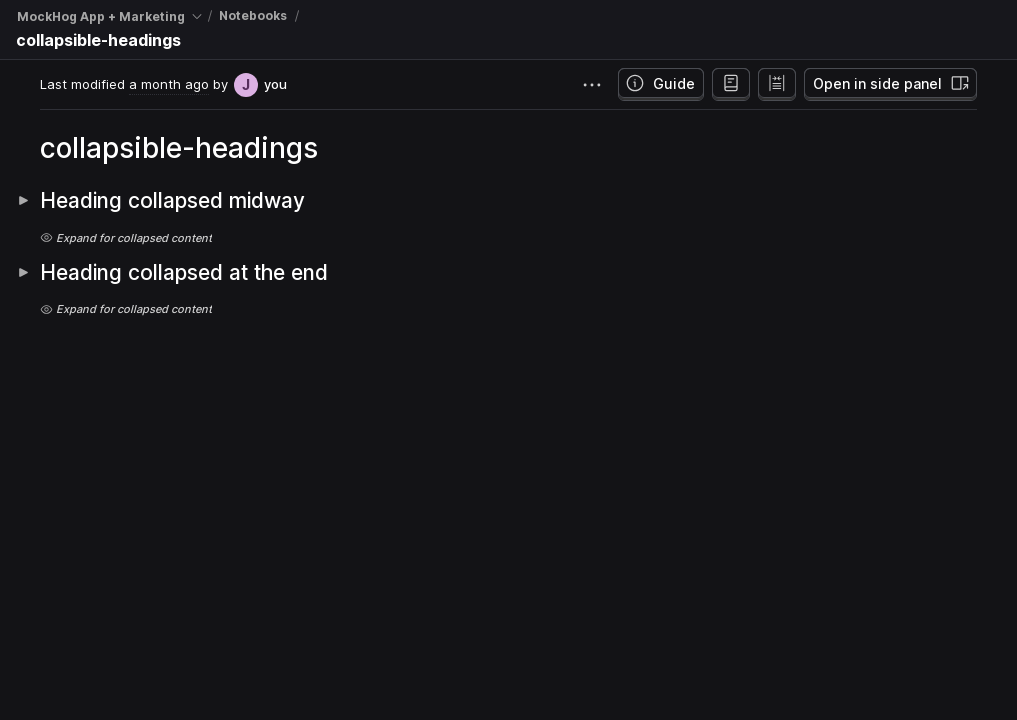 MockHog App + Marketing / Notebooks /
collapsible-headings
Last modified a month ago by J you
Guide
Open in side panel
collapsible-headings
Heading collapsed midway
Expand for collapsed content
Heading collapsed at the end
Expand for collapsed content